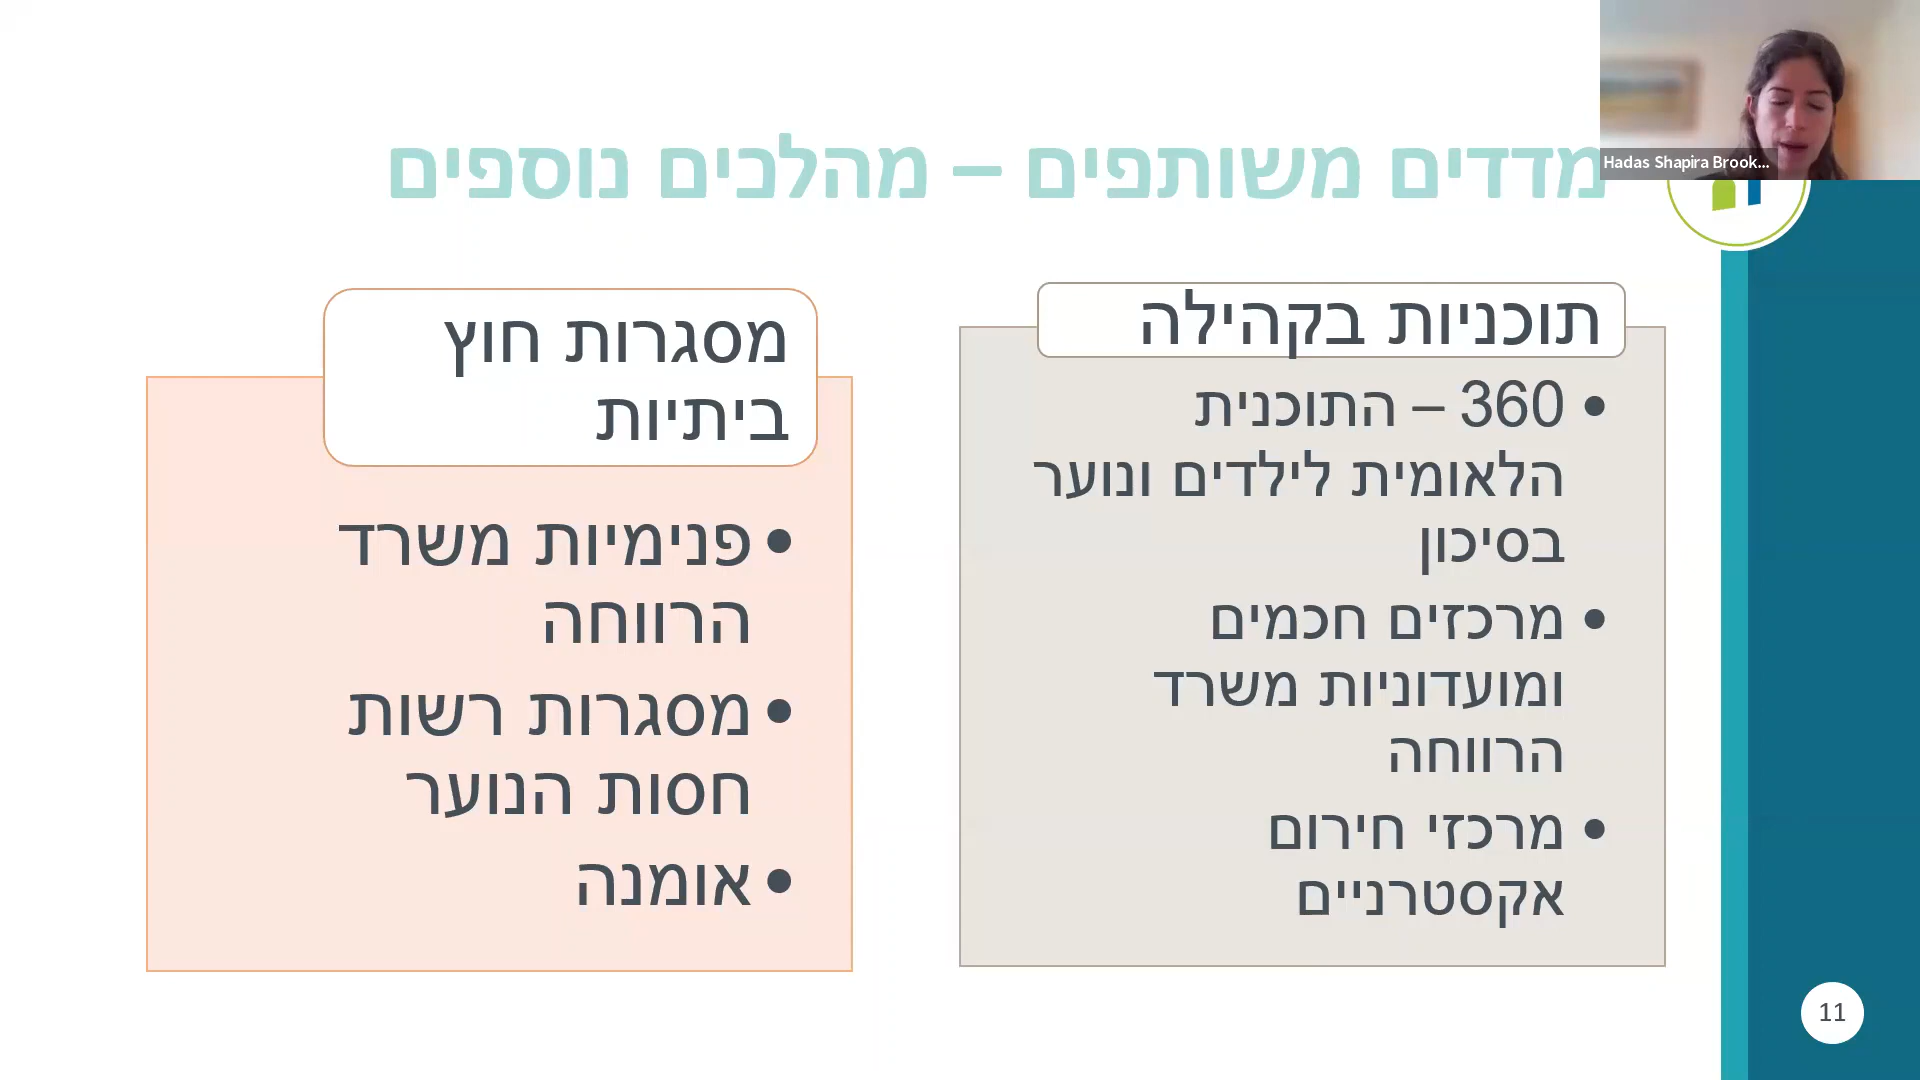 Hadas Shapira Brook...
מדדים משותפים – מהלכים נוספים
תוכניות בקהילה
• 360 – התוכנית
הלאומית לילדים ונוער
בסיכון
• מרכזים חכמים
ומועדוניות משרד
הרווחה
• מרכזי חירום
אקסטרניים
מסגרות חוץ
ביתיות
• פנימיות משרד
הרווחה
• מסגרות רשות
חסות הנוער
• אומנה
11